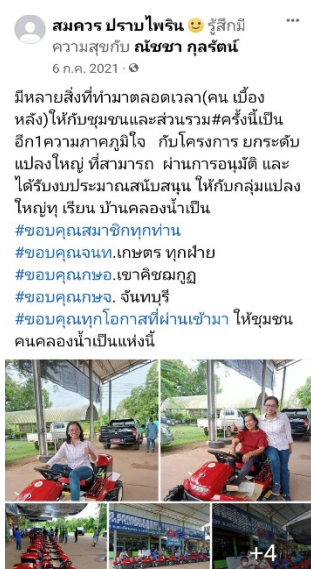 สมควร ปราบไพริน 😊 รู้สึกมี
ความสุขกับ ณัชชา กุลรัตน์
6 ก.ค. 2021 ·
มีหลายสิ่งที่ทำมาตลอดเวลา(คน เบื้อง
หลัง)ให้กับชุมชนและส่วนรวม#ครั้งนี้เป็น
อีก1ความภาคภูมิใจ กับโครงการ ยกระดับ
แปลงใหญ่ ที่สามารถ ผ่านการอนุมัติ และ
ได้รับงบประมาณสนับสนุน ให้กับกลุ่มแปลง
ใหญ่ทุ เรียน บ้านคลองน้ำเป็น
#ขอบคุณสมาชิกทุกท่าน
#ขอบคุณจนท.เกษตร ทุกฝ่าย
#ขอบคุณกษอ.เขาคิชฌกูฏ
#ขอบคุณกษจ. จันทบุรี
#ขอบคุณทุกโอกาสที่ผ่านเข้ามา ให้ชุมชน
คนคลองน้ำเป็นแห่งนี้
+4